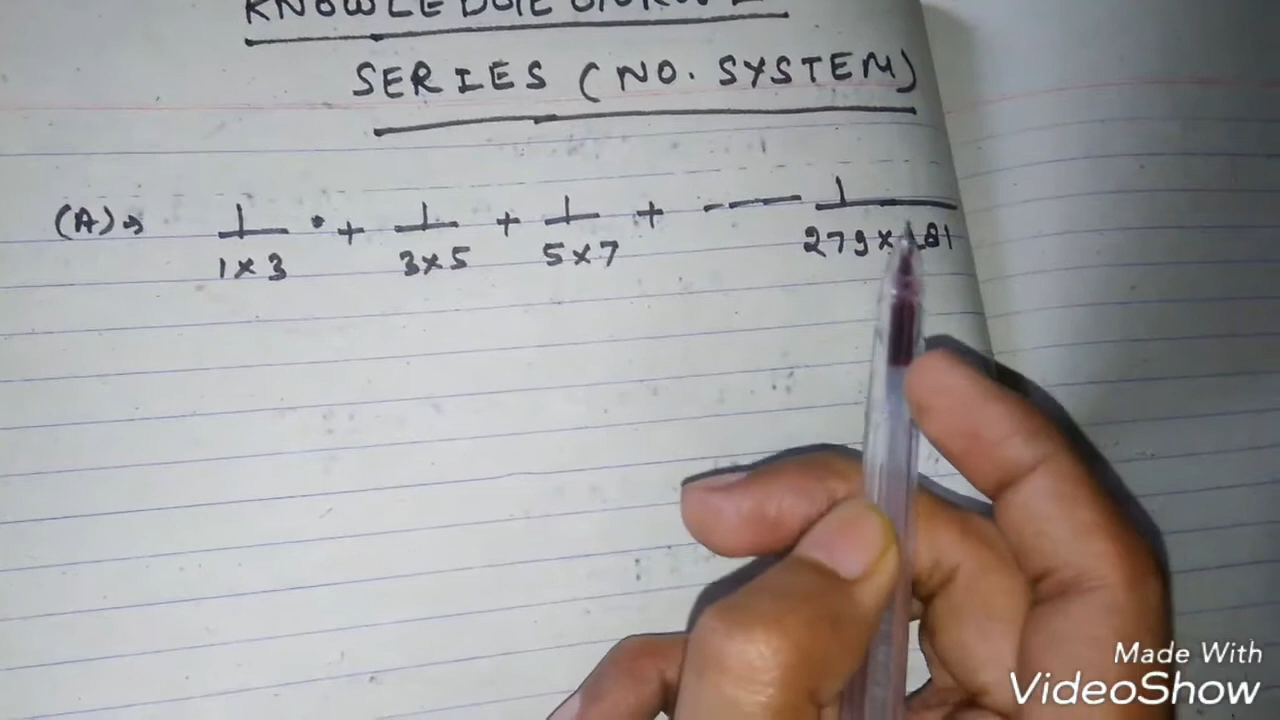 SERIES (NO. SYSTEM)
(A)→ 1/1×3 + 1/3×5 + 1/5×7 + ---- 1/279×281
Made With
VideoShow